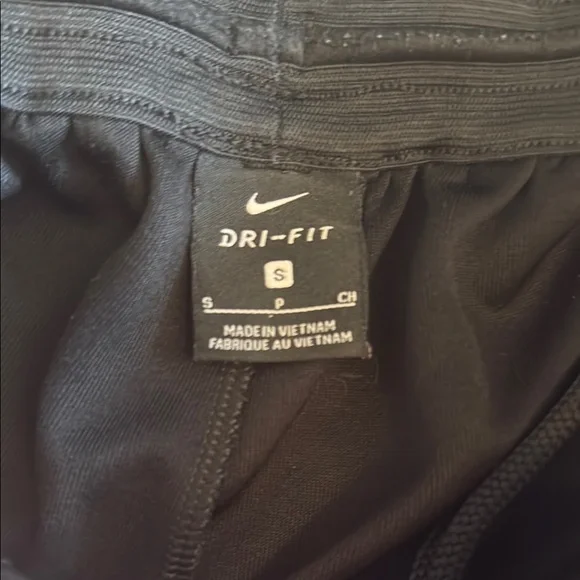 DRI-FIT
S
S P CH
MADE IN VIETNAM
FABRIQUE AU VIETNAM